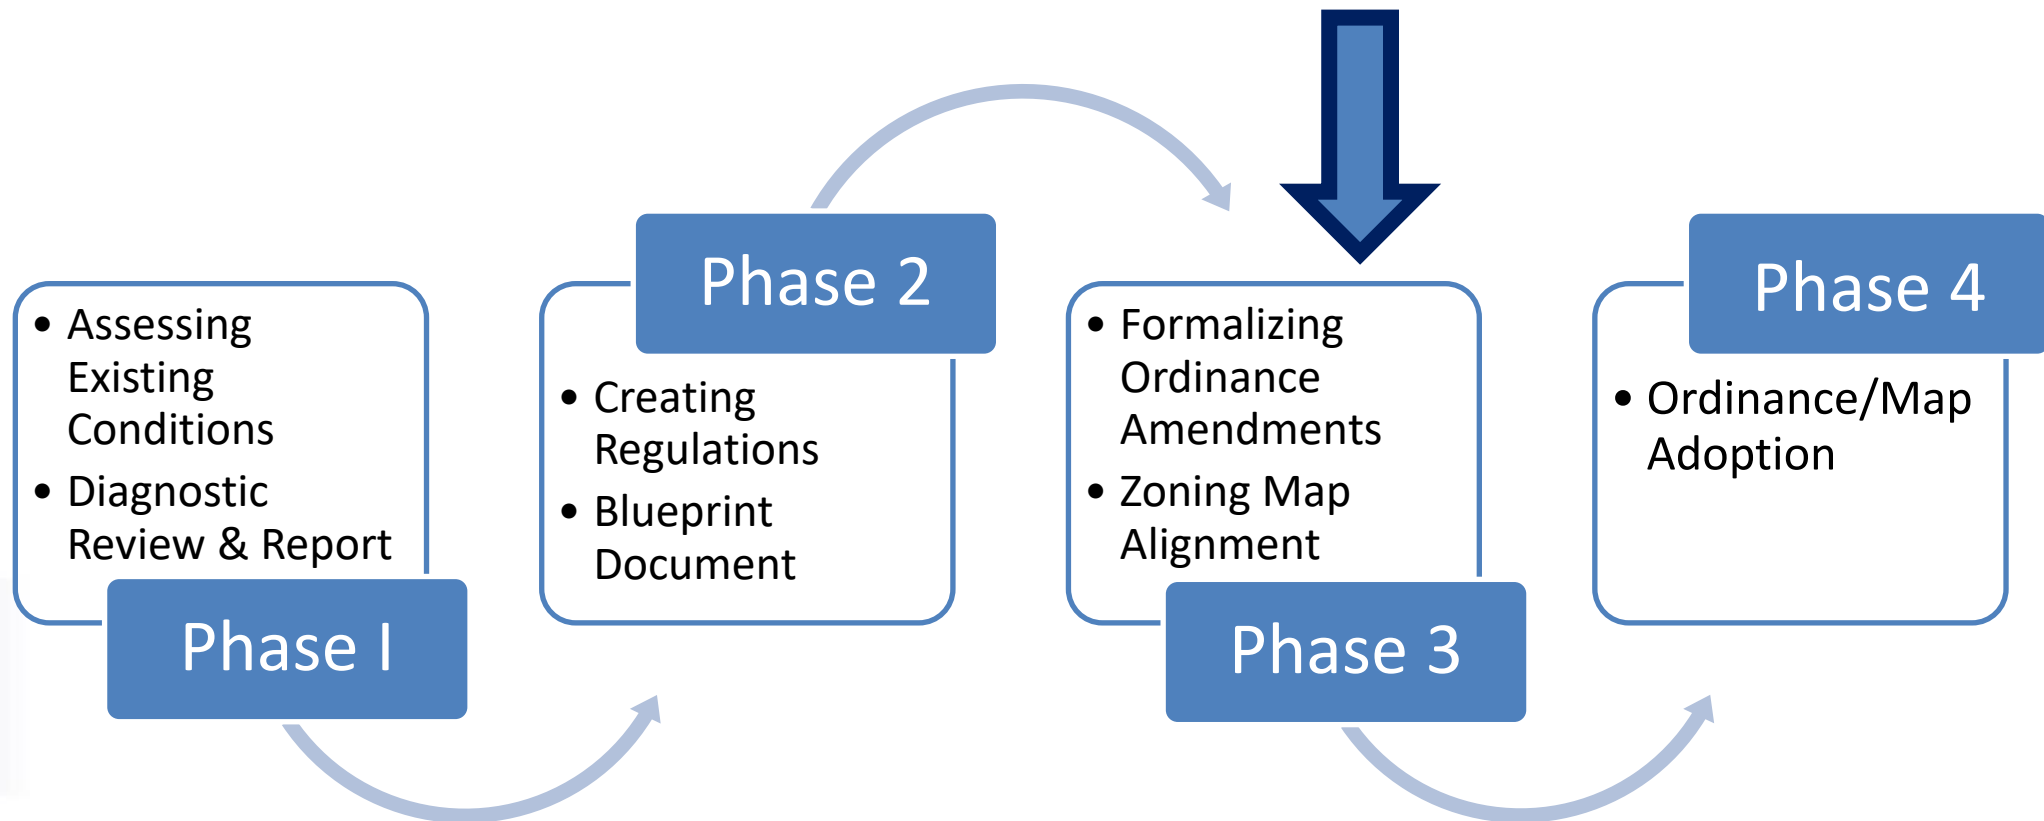 • Assessing
Existing
Conditions
• Diagnostic
Review & Report
Phase I
Phase 2
• Creating
Regulations
• Blueprint
Document
• Formalizing
Ordinance
Amendments
• Zoning Map
Alignment
Phase 3
Phase 4
• Ordinance/Map
Adoption